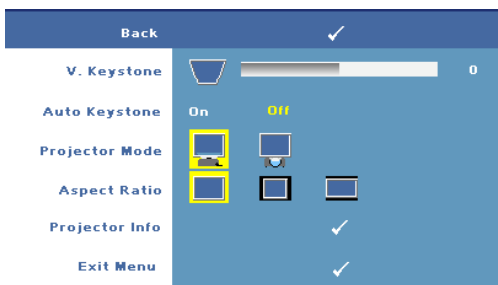 Back
V. Keystone 0
Auto Keystone On Off
Projector Mode
Aspect Ratio
Projector Info
Exit Menu